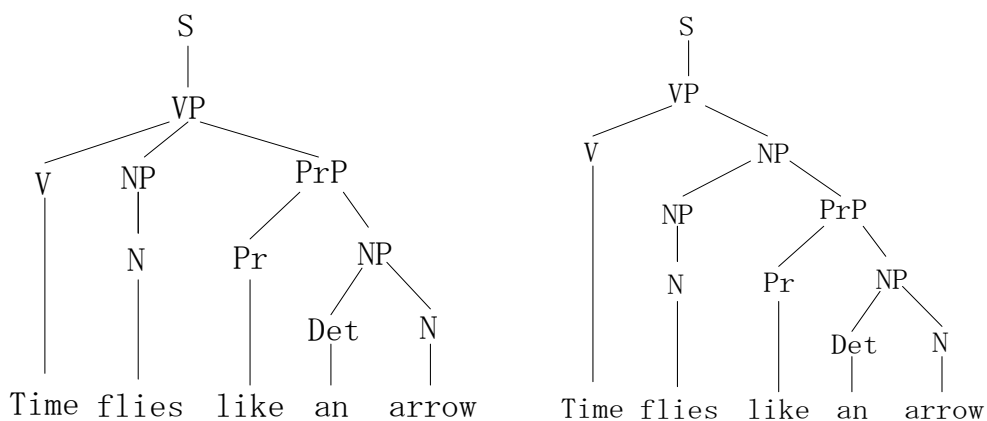 S
VP
V NP PrP
N Pr NP
Det N
Time flies like an arrow
S
VP
V NP
NP PrP
N Pr NP
Det N
Time flies like an arrow